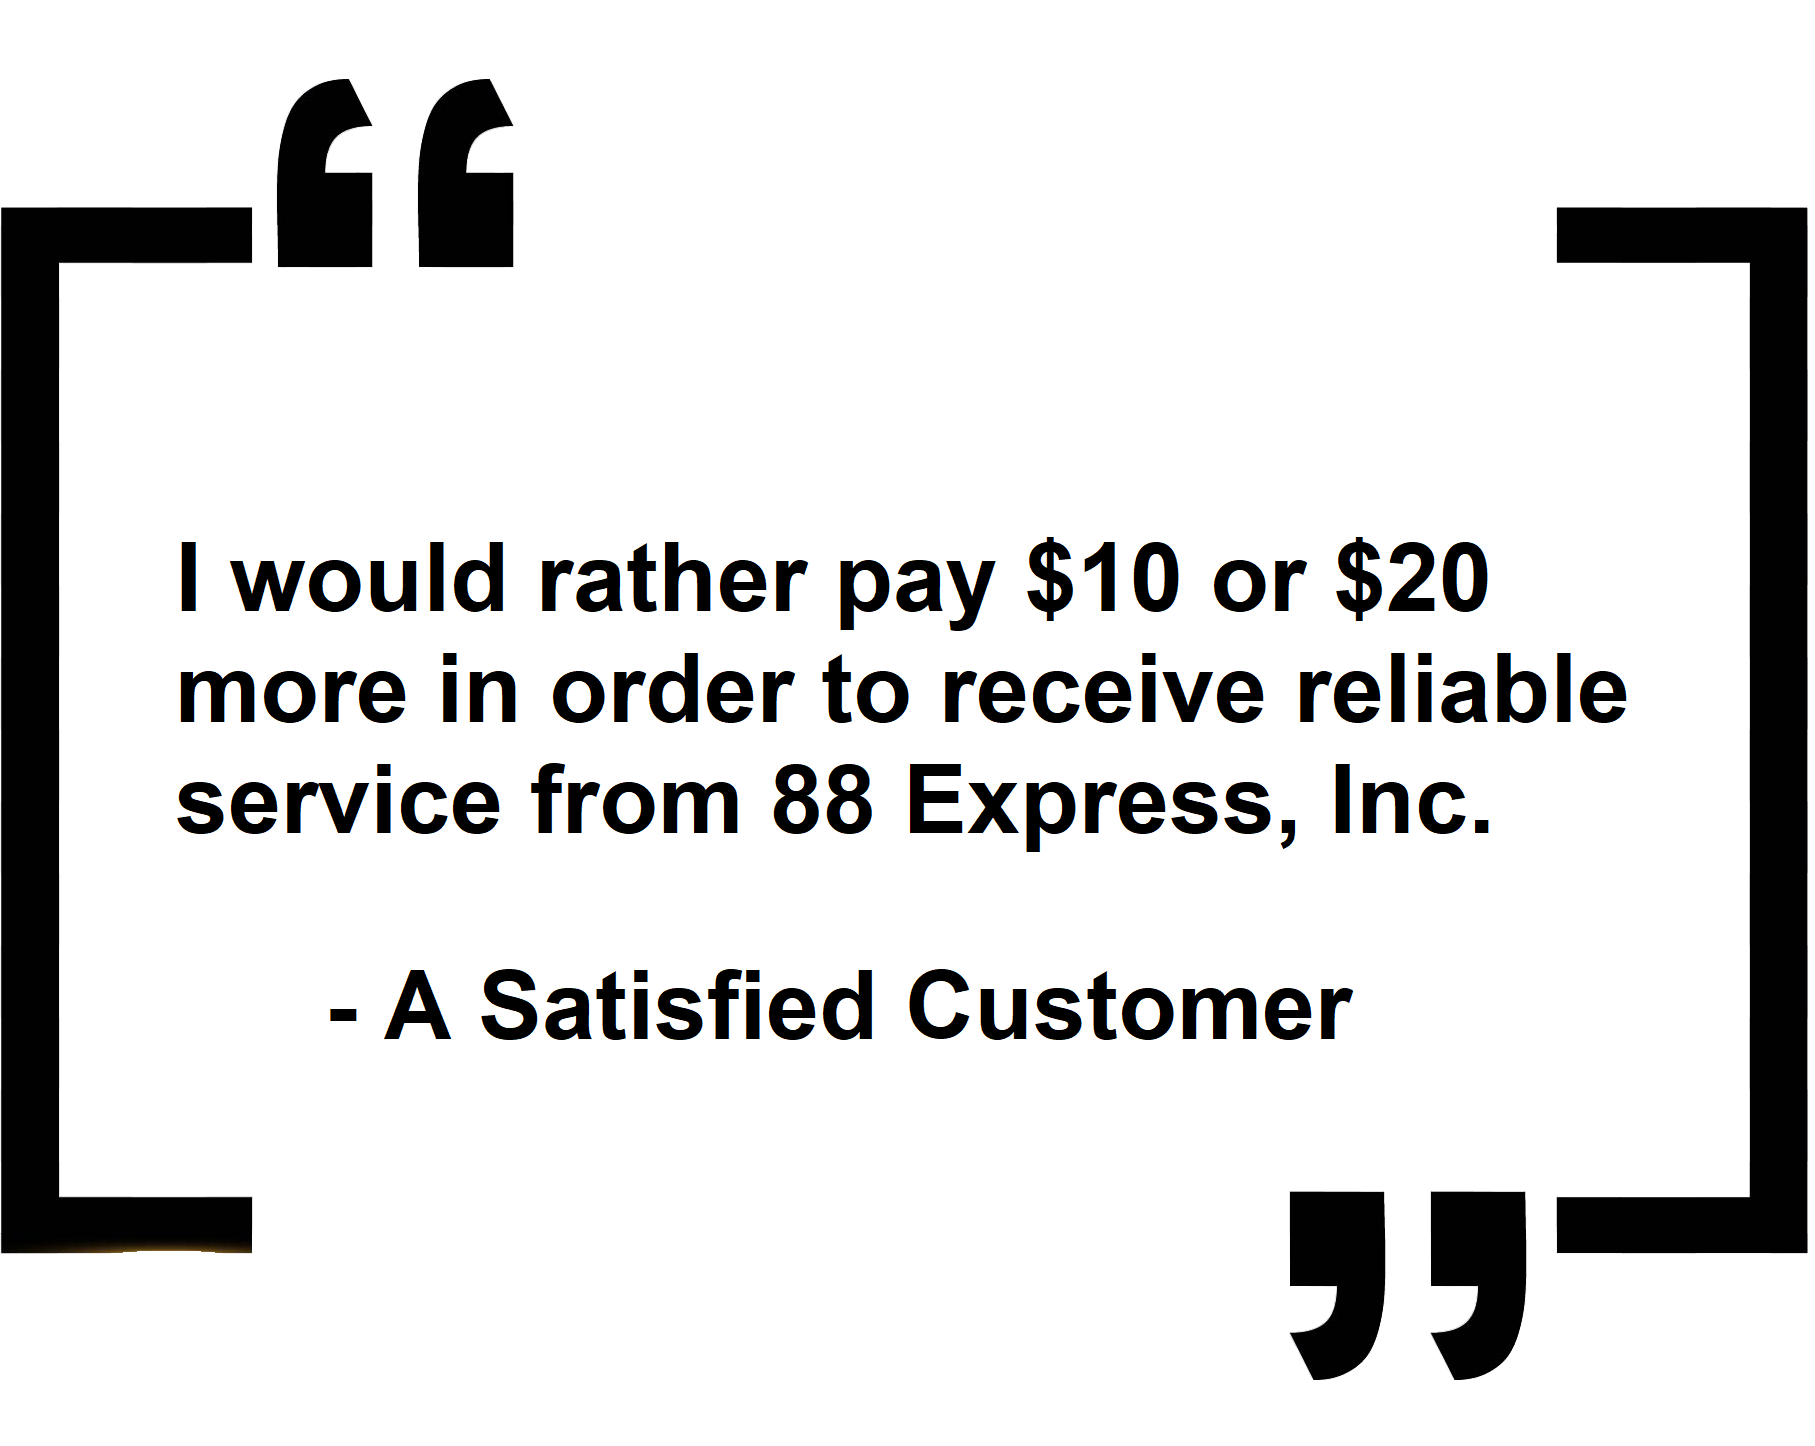 “
I would rather pay $10 or $20
more in order to receive reliable
service from 88 Express, Inc.
- A Satisfied Customer
”